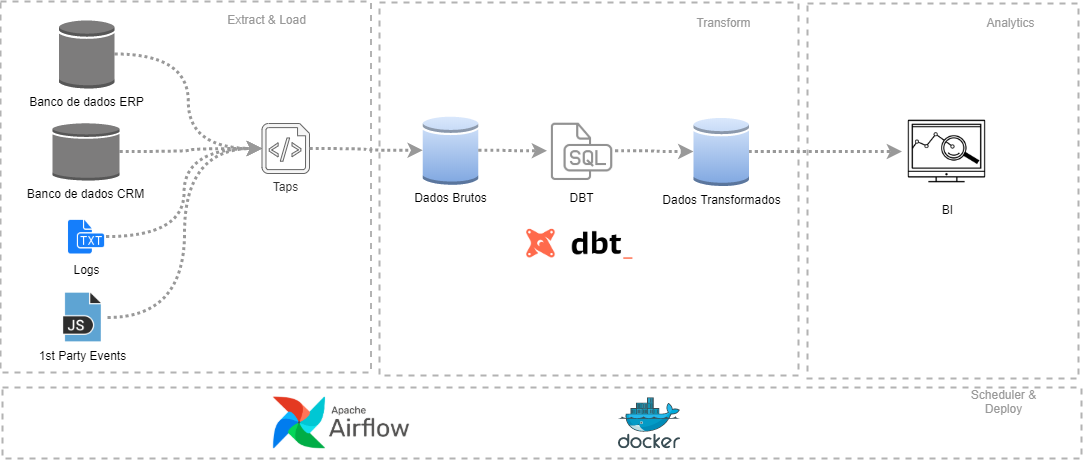 Extract & Load
Transform
Analytics
Banco de dados ERP
Banco de dados CRM
TXT
Logs
JS
1st Party Events
</>
Taps
Dados Brutos
SQL
DBT
Dados Transformados
BI
dbt_
Scheduler &
Deploy
Apache
Airflow
docker